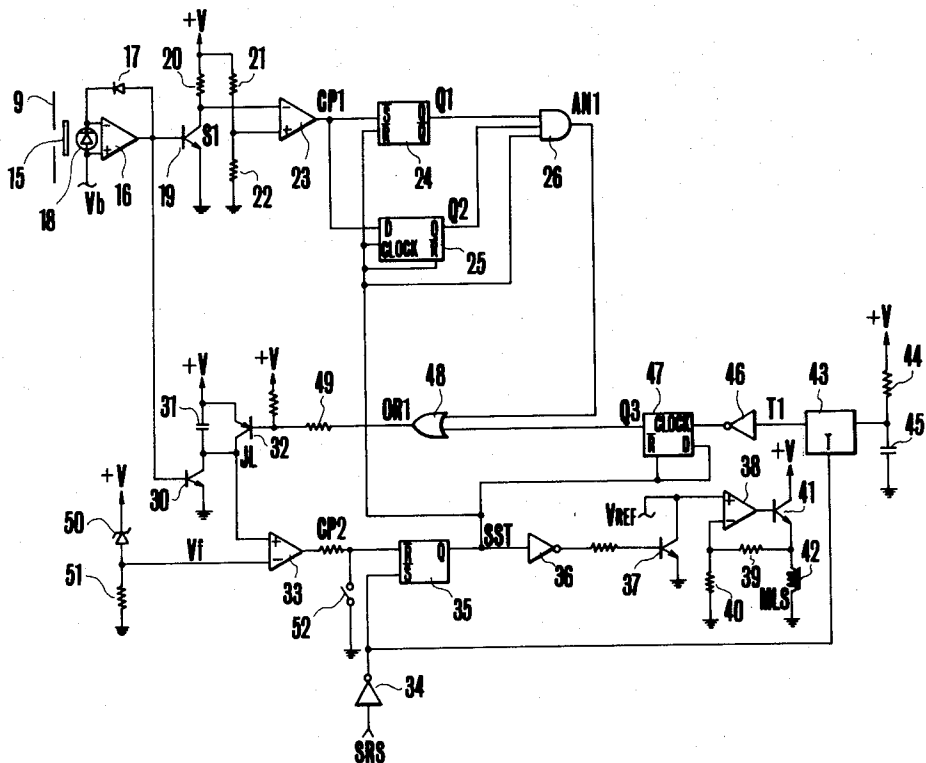 +V
20
21
17
9
CP1
Q1
AN1
S1
15
18
16
Vb
19
22
23
24
26
Q2
D
Q
CLOCK
R̅
25
+V
+V
+V
44
31
49
OR1
48
Q3
47
46
T1
43
CLOCK
R̅
D
T
45
JL
32
30
+V
50
38
+V
41
CP2
SST
VREF
Vf
Q
33
35
36
37
39
42
51
52
40
MLS
34
SRS